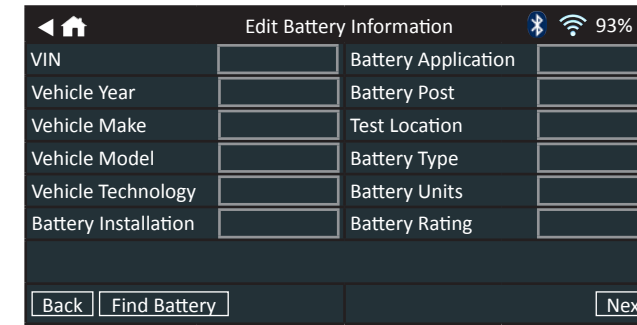 Edit Battery Information 93%
VIN Battery Application
Vehicle Year Battery Post
Vehicle Make Test Location
Vehicle Model Battery Type
Vehicle Technology Battery Units
Battery Installation Battery Rating
Back Find Battery Nex